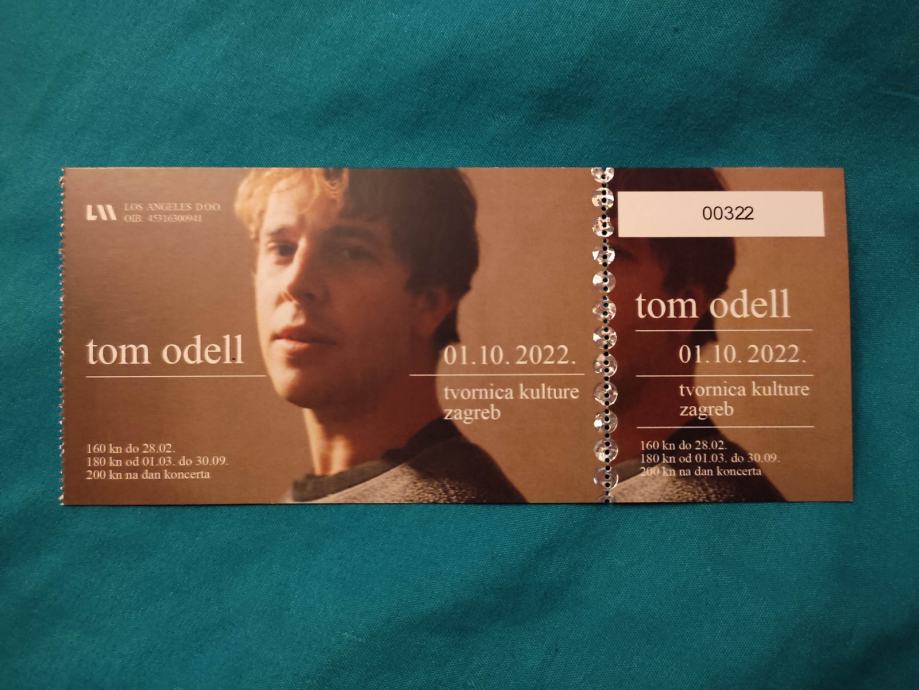 LOS ANGELES D.O.O.
OIB: 45316300941
tom odell
01.10.2022.
tvornica kulture
zagreb
160 kn do 28.02.
180 kn od 01.03. do 30.09.
200 kn na dan koncerta
00322
tom odell
01.10.2022.
tvornica kulture
zagreb
160 kn do 28.02.
180 kn od 01.03. do 30.09.
200 kn na dan koncerta